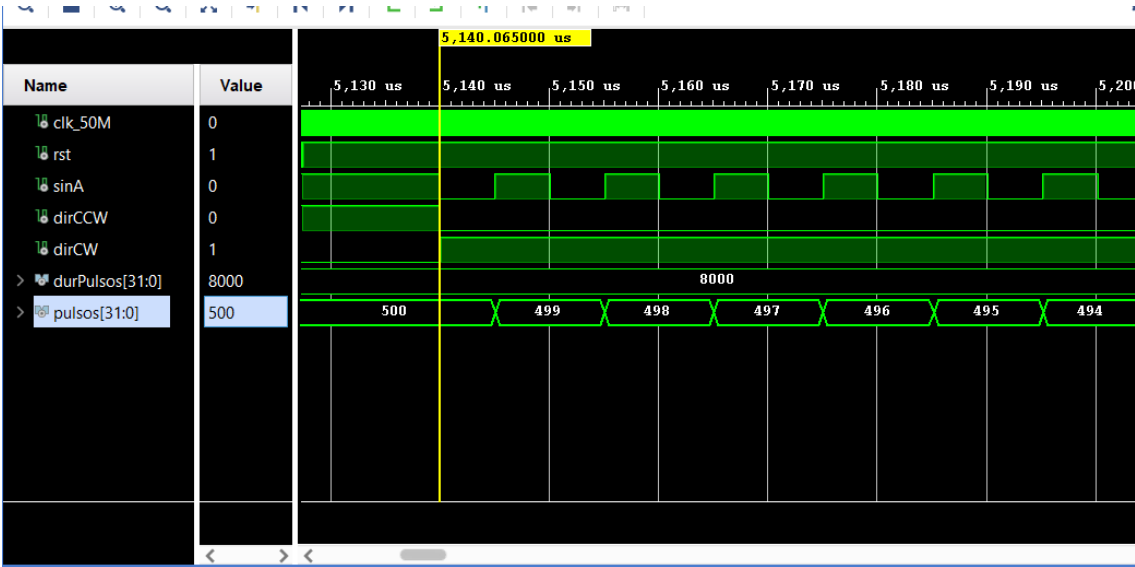 5,140.065000 us
Name Value 5,130 us 5,140 us 5,150 us 5,160 us 5,170 us 5,180 us 5,190 us 5,20
clk_50M 0
rst 1
sinA 0
dirCCW 0
dirCW 1
durPulsos[31:0] 8000 8000
pulsos[31:0] 500 500 499 498 497 496 495 494